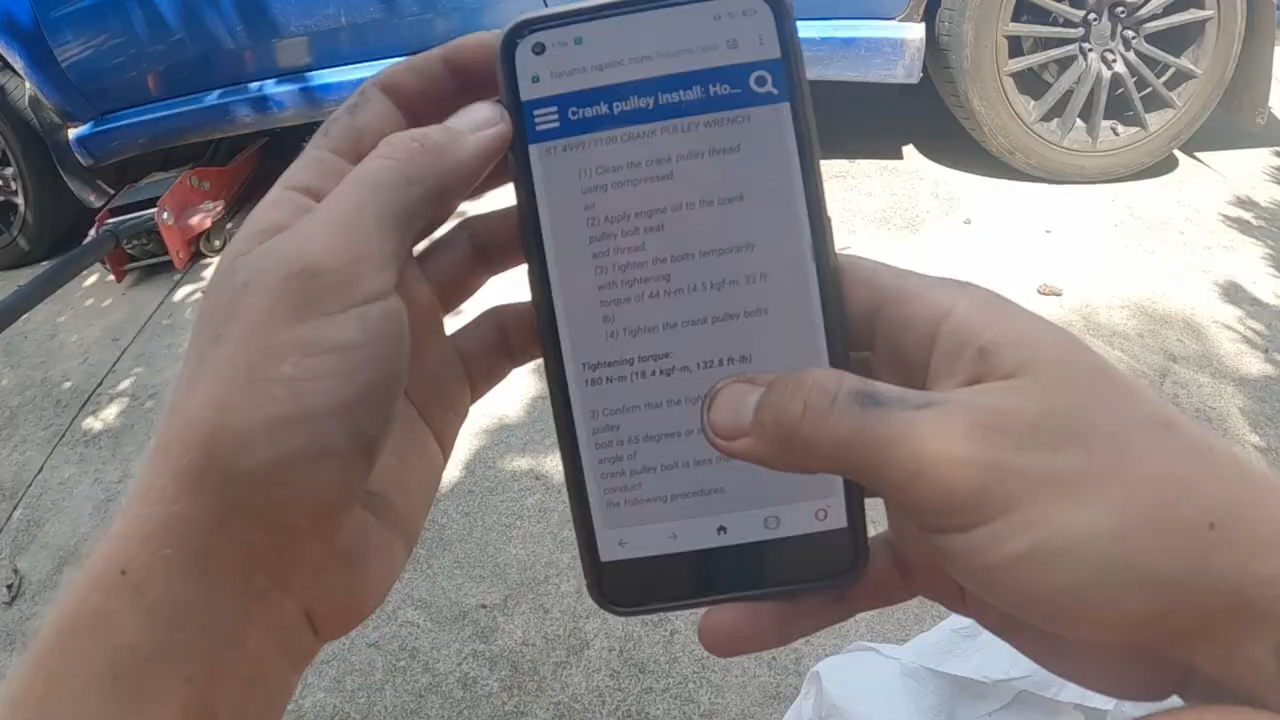 1:56
forums.nasioc.com/forums/sho
Crank pulley install: Ho...
CRANK PULLEY WRENCH
(1) Clean the crank pulley thread
using compressed
air.
(2) Apply engine oil to the crank
pulley bolt seat
and thread.
(3) Tighten the bolts temporarily
with tightening
torque of 44 N-m (4.5 kgf-m, 33 ft-
lb)
(4) Tighten the crank pulley bolts
Tightening torque:
180 N-m (18.4 kgf-m, 132.8 ft-lb)
3) Confirm that the
pulley
bolt is 65 degrees or
angle of
crank pulley bolt is less
conduct
the following procedures.